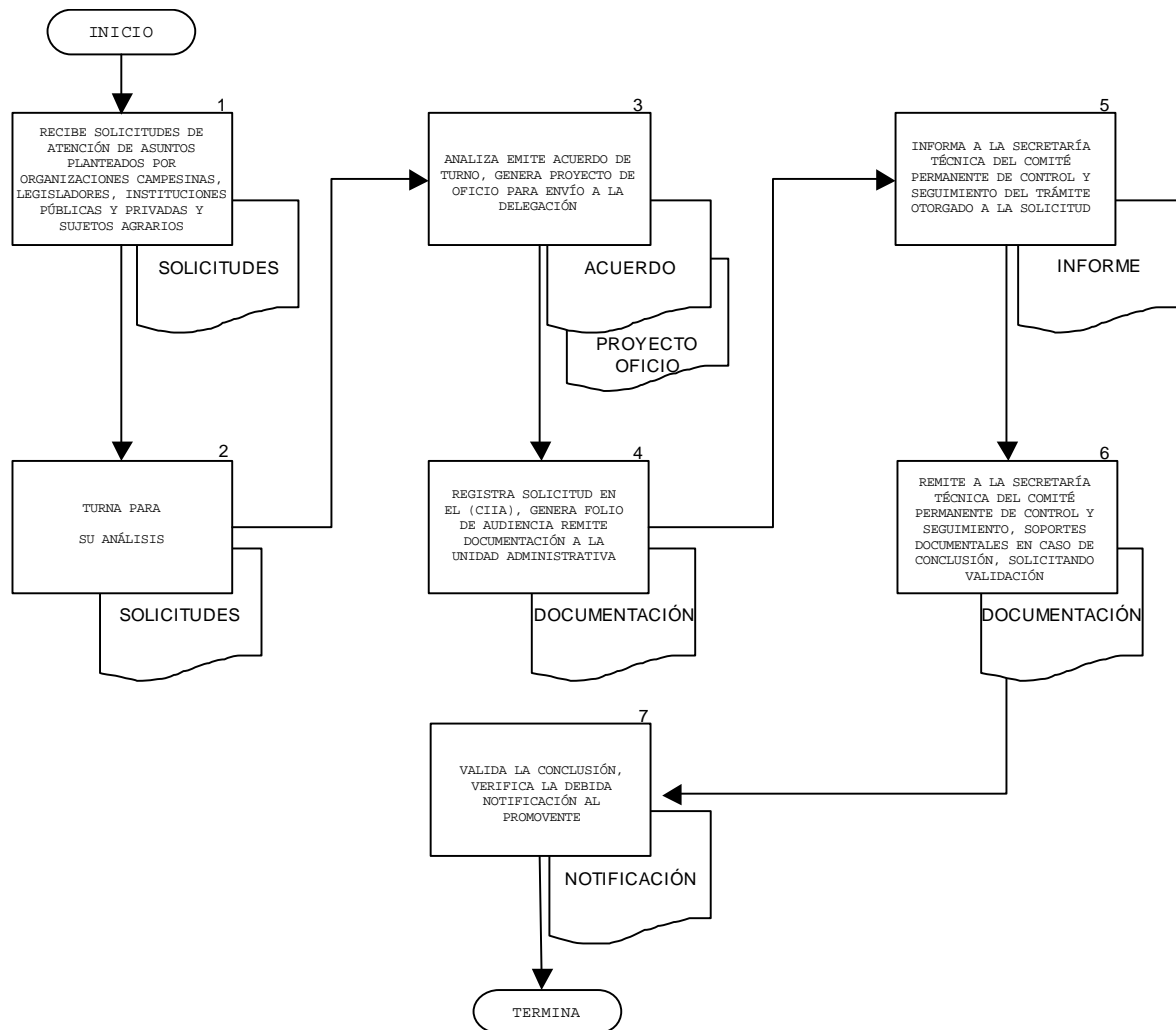 INICIO
1
RECIBE SOLICITUDES DE
ATENCIÓN DE ASUNTOS
PLANTEADOS POR
ORGANIZACIONES CAMPESINAS,
LEGISLADORES, INSTITUCIONES
PÚBLICAS Y PRIVADAS Y
SUJETOS AGRARIOS
SOLICITUDES
2
TURNA PARA
SU ANÁLISIS
SOLICITUDES
3
ANALIZA EMITE ACUERDO DE
TURNO, GENERA PROYECTO DE
OFICIO PARA ENVÍO A LA
DELEGACIÓN
ACUERDO
PROYECTO
OFICIO
4
REGISTRA SOLICITUD EN
EL (CIIA), GENERA FOLIO
DE AUDIENCIA REMITE
DOCUMENTACIÓN A LA
UNIDAD ADMINISTRATIVA
DOCUMENTACIÓN
5
INFORMA A LA SECRETARÍA
TÉCNICA DEL COMITÉ
PERMANENTE DE CONTROL Y
SEGUIMIENTO DEL TRÁMITE
OTORGADO A LA SOLICITUD
INFORME
6
REMITE A LA SECRETARÍA
TÉCNICA DEL COMITÉ
PERMANENTE DE CONTROL Y
SEGUIMIENTO, SOPORTES
DOCUMENTALES EN CASO DE
CONCLUSIÓN, SOLICITANDO
VALIDACIÓN
DOCUMENTACIÓN
7
VALIDA LA CONCLUSIÓN,
VERIFICA LA DEBIDA
NOTIFICACIÓN AL
PROMOVENTE
NOTIFICACIÓN
TERMINA